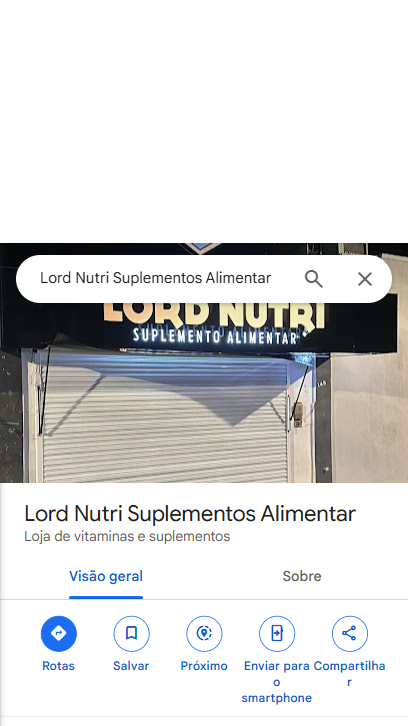 Lord Nutri Suplementos Alimentar
LORD NUTRI
SUPLEMENTO ALIMENTAR
Lord Nutri Suplementos Alimentar
Loja de vitaminas e suplementos
Visão geral
Sobre
Rotas
Salvar
Próximo
Enviar para o smartphone
Compartilhar